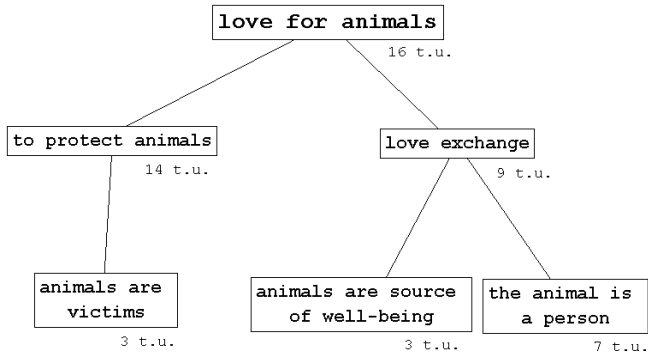 love for animals
16 t.u.
to protect animals
14 t.u.
love exchange
9 t.u.
animals are
victims
3 t.u.
animals are source
of well-being
3 t.u.
the animal is
a person
7 t.u.